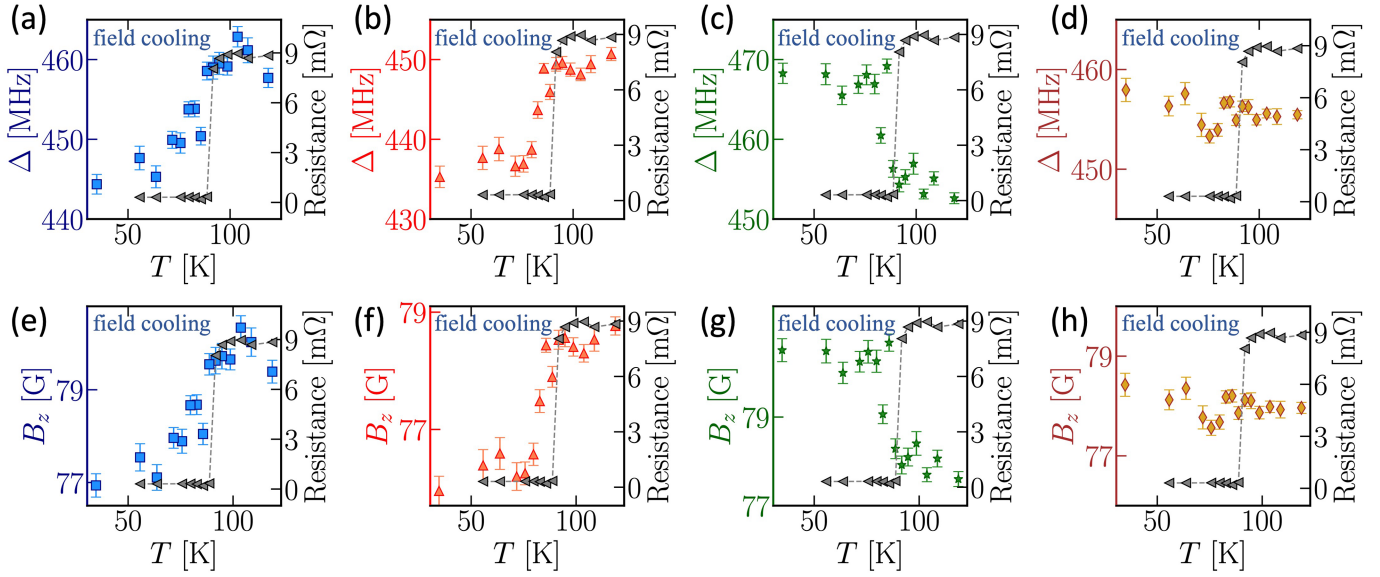 (a)
field cooling
460
450
440
Δ [MHz]
9
6
3
0
Resistance [mΩ]
50
100
T [K]
(b)
field cooling
450
440
430
Δ [MHz]
9
6
3
0
Resistance [mΩ]
50
100
T [K]
(c)
field cooling
470
460
450
Δ [MHz]
9
6
3
0
Resistance [mΩ]
50
100
T [K]
(d)
field cooling
460
450
Δ [MHz]
9
6
3
0
Resistance [mΩ]
50
100
T [K]
(e)
field cooling
79
77
B_z [G]
9
6
3
0
Resistance [mΩ]
50
100
T [K]
(f)
field cooling
79
77
B_z [G]
9
6
3
0
Resistance [mΩ]
50
100
T [K]
(g)
field cooling
79
77
B_z [G]
9
6
3
0
Resistance [mΩ]
50
100
T [K]
(h)
field cooling
79
77
B_z [G]
9
6
3
0
Resistance [mΩ]
50
100
T [K]